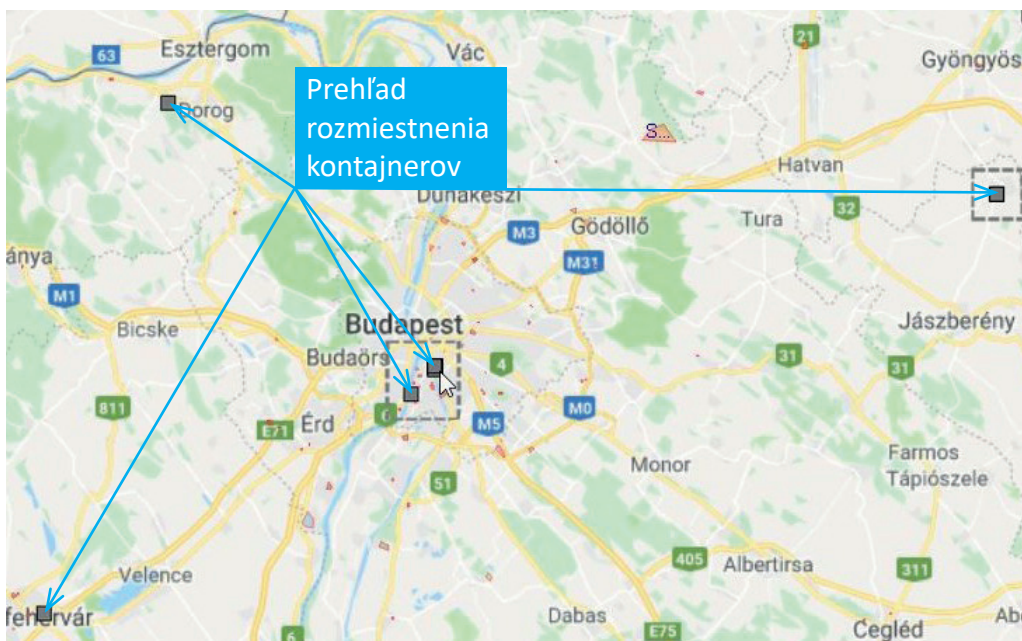 21
63
Esztergom
Vác
Gyöngyös
Prehľad
rozmiestnenia
kontajnerov
Dorog
S...
Hatvan
Dunakeszi
32
Tura
M3
Gödöllő
ánya
M31
M1
Bicske
Budapest
Jászberény
Budaörs
4
31
31
811
6
M0
E71
Érd
M5
Farmos
Monor
Tápiószele
51
405
Albertirsa
311
Velence
fehérvár
Dabas
Ab
6
E75
Cegléd